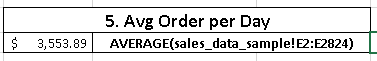 5. Avg Order per Day
$ 3,553.89 AVERAGE(sales_data_sample!E2:E2824)